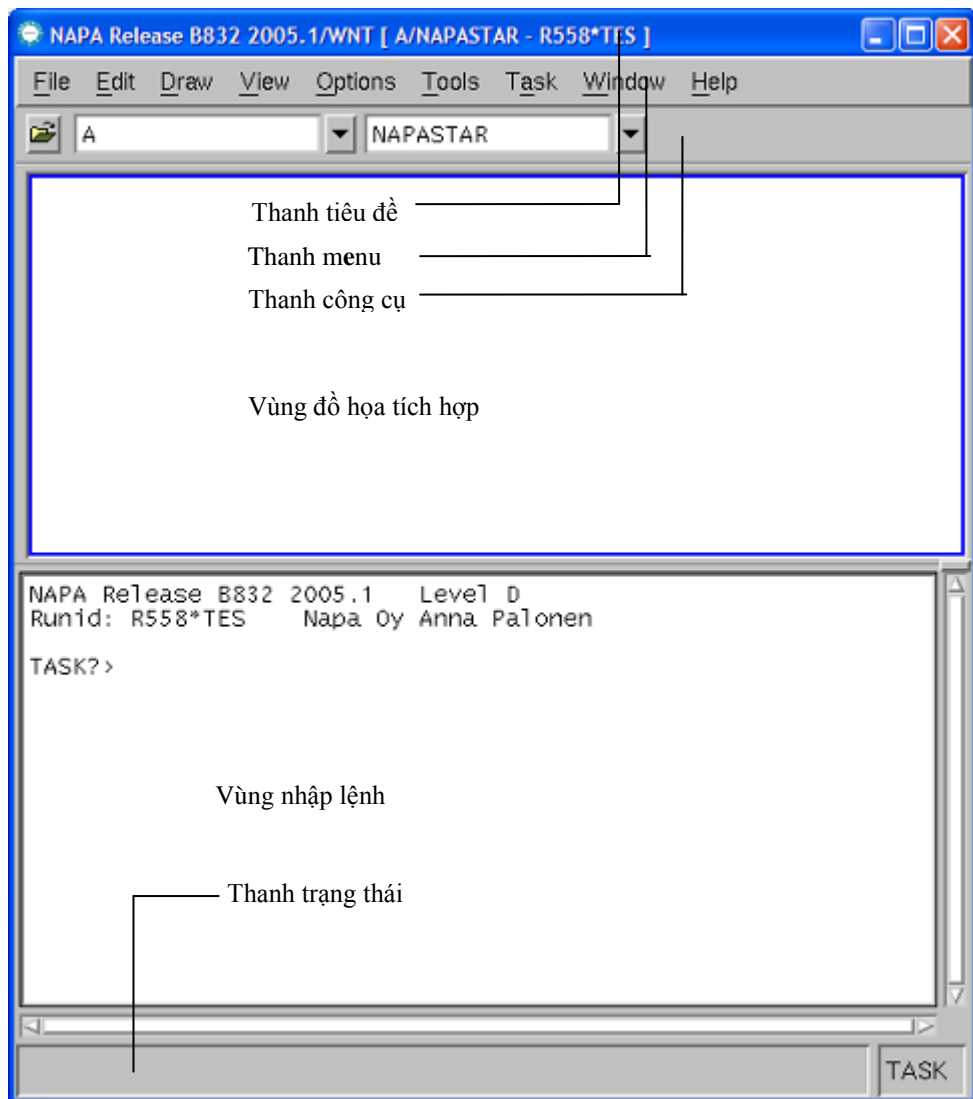 NAPA Release B832 2005.1/WNT [ A/NAPASTAR - R558*TES ]
File Edit Draw View Options Tools Task Window Help
A NAPASTAR
Thanh tiêu đề
Thanh menu
Thanh công cụ
Vùng đồ họa tích hợp
NAPA Release B832 2005.1 Level D
Runid: R558*TES Napa Oy Anna Palonen
TASK?>
Vùng nhập lệnh
Thanh trạng thái
TASK